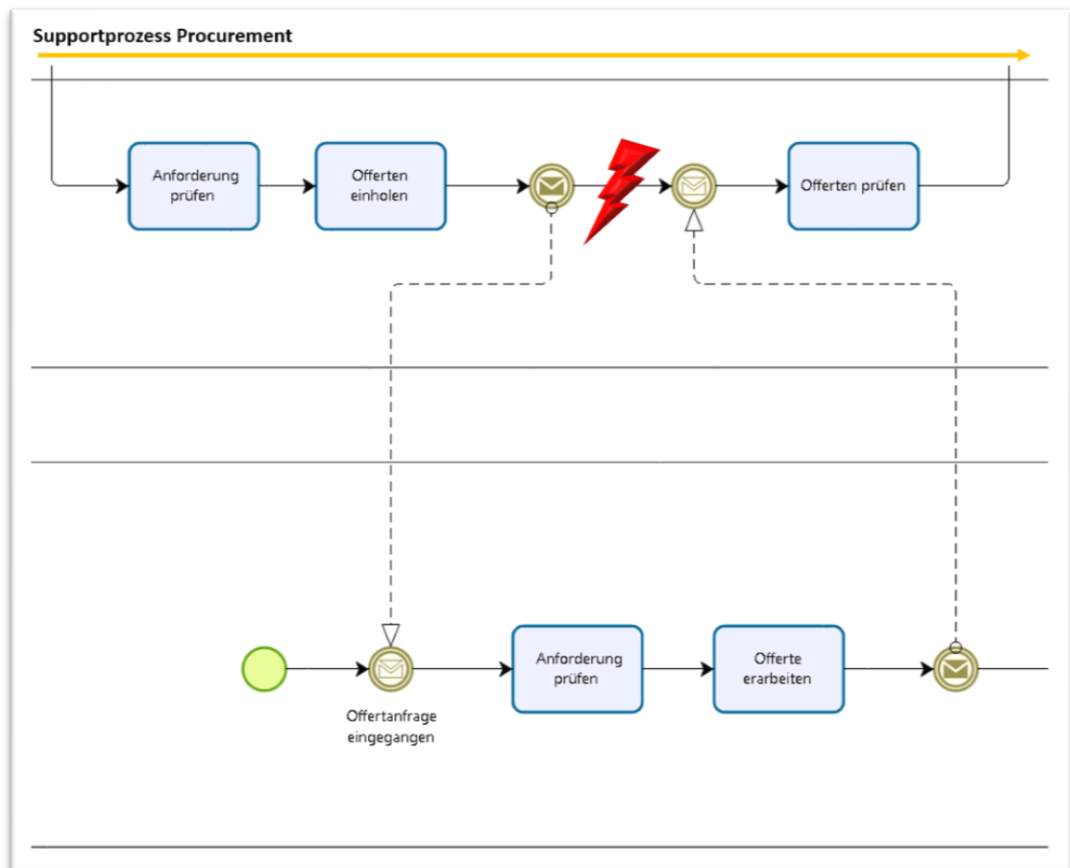 Supportprozess Procurement
Anforderung
prüfen
Offerten
einholen
Offerten prüfen
Anforderung
prüfen
Offerte
erarbeiten
Offertanfrage
eingegangen